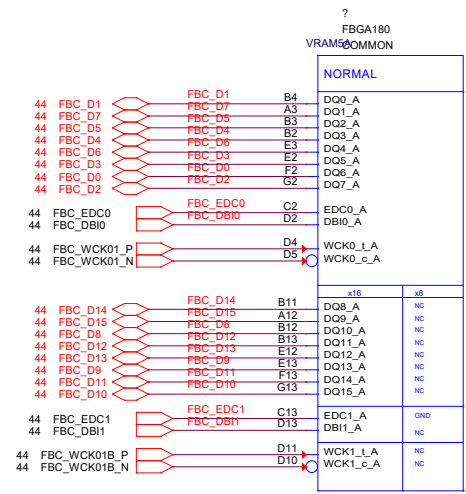 ?
FBGA180
VRAM5A COMMON
NORMAL
44 FBC_D1 FBC_D1 B4 DQ0_A
44 FBC_D7 FBC_D7 A3 DQ1_A
44 FBC_D5 FBC_D5 B3 DQ2_A
44 FBC_D4 FBC_D4 B2 DQ3_A
44 FBC_D6 FBC_D6 E3 DQ4_A
44 FBC_D3 FBC_D3 E2 DQ5_A
44 FBC_D0 FBC_D0 F2 DQ6_A
44 FBC_D2 FBC_D2 G2 DQ7_A
44 FBC_EDC0 FBC_EDC0 C2 EDC0_A
44 FBC_DBI0 FBC_DBI0 D2 DBI0_A
44 FBC_WCK01_P D4 WCK0_t_A
44 FBC_WCK01_N D5 WCK0_c_A
x16 x8
44 FBC_D14 FBC_D14 B11 DQ8_A NC
44 FBC_D15 FBC_D15 A12 DQ9_A NC
44 FBC_D8 FBC_D8 B12 DQ10_A NC
44 FBC_D12 FBC_D12 B13 DQ11_A NC
44 FBC_D13 FBC_D13 E12 DQ12_A NC
44 FBC_D9 FBC_D9 E13 DQ13_A NC
44 FBC_D11 FBC_D11 F13 DQ14_A NC
44 FBC_D10 FBC_D10 G13 DQ15_A NC
44 FBC_EDC1 FBC_EDC1 C13 EDC1_A GND
44 FBC_DBI1 FBC_DBI1 D13 DBI1_A NC
44 FBC_WCK01B_P D11 WCK1_t_A NC
44 FBC_WCK01B_N D10 WCK1_c_A NC